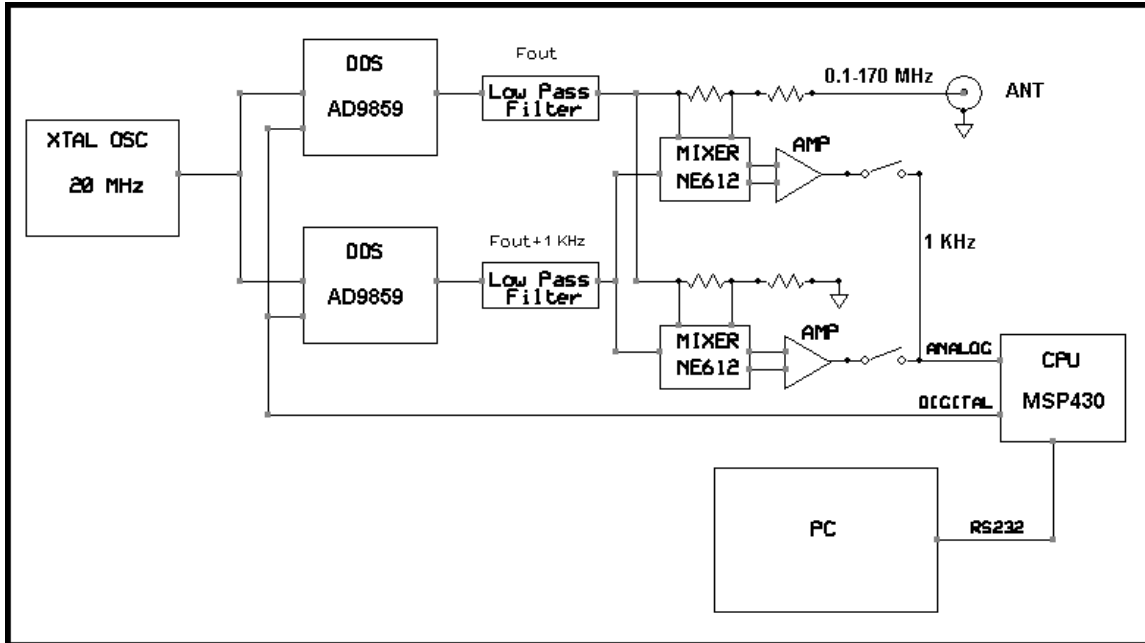 DDS
AD9859
Fout
Low Pass
Filter
0.1-170 MHz
ANT
XTAL OSC
20 MHz
MIXER
NE612
AMP
DDS
AD9859
Fout+1 KHz
Low Pass
Filter
1 KHz
MIXER
NE612
AMP
ANALOG
DIGITAL
CPU
MSP430
PC
RS232